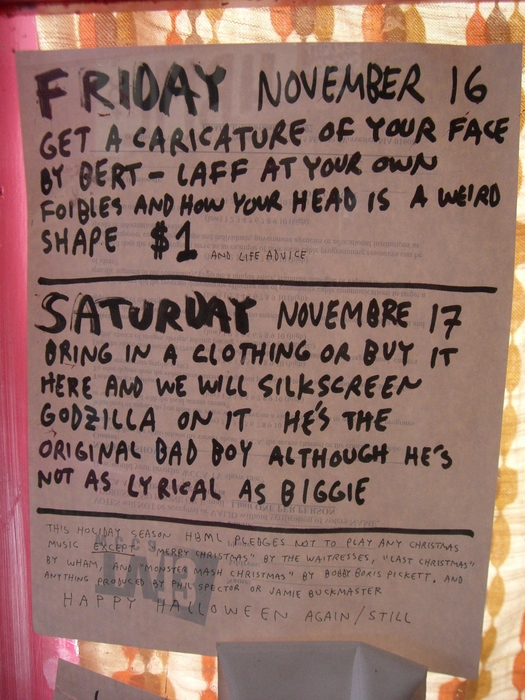 FRIDAY NOVEMBER 16
GET A CARICATURE OF YOUR FACE
BY BERT - LAFF AT YOUR OWN
FOIBLES AND HOW YOUR HEAD IS A WEIRD
SHAPE $1 AND LIFE ADVICE
SATURDAY NOVEMBRE 17
BRING IN A CLOTHING OR BUY IT
HERE AND WE WILL SILKSCREEN
GODZILLA ON IT HE'S THE
ORIGINAL BAD BOY ALTHOUGH HE'S
NOT AS LYRICAL AS BIGGIE
THIS HOLIDAY SEASON HBML PLEDGES NOT TO PLAY ANY CHRISTMAS
MUSIC EXCEPT "MERRY CHRISTMAS" BY THE WAITRESSES, "LAST CHRISTMAS"
BY WHAM, AND "MONSTER MASH CHRISTMAS" BY BOBBY BORIS PICKETT, AND
ANYTHING PRODUCED BY PHIL SPECTOR OR JAMIE BUCKMASTER
HAPPY HALLOWEEN AGAIN/STILL